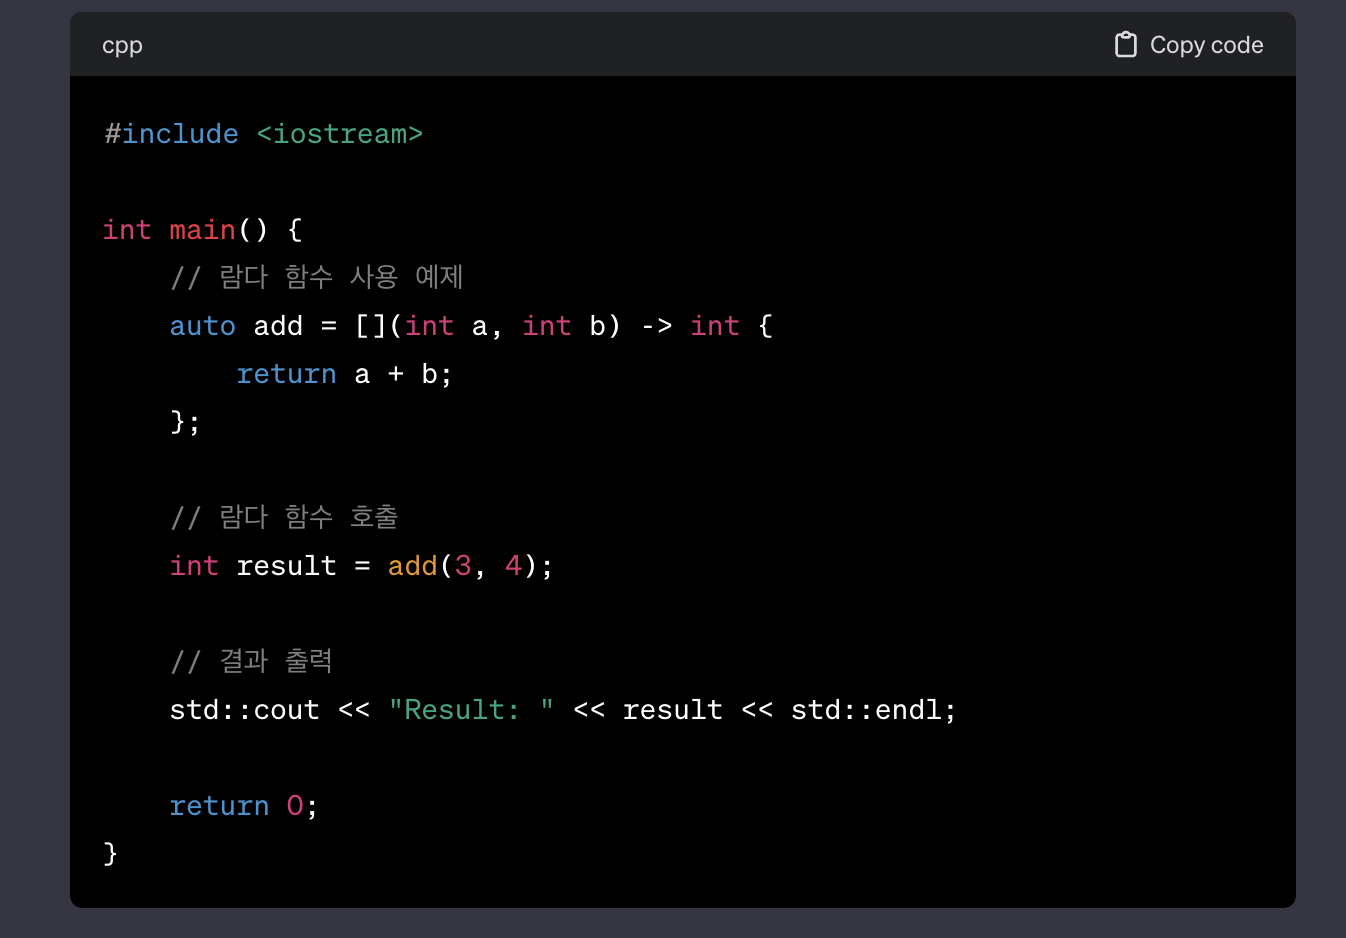 cpp
Copy code
#include <iostream>
int main() {
    // 람다 함수 사용 예제
    auto add = [](int a, int b) -> int {
        return a + b;
    };
    // 람다 함수 호출
    int result = add(3, 4);
    // 결과 출력
    std::cout << "Result: " << result << std::endl;
    return 0;
}